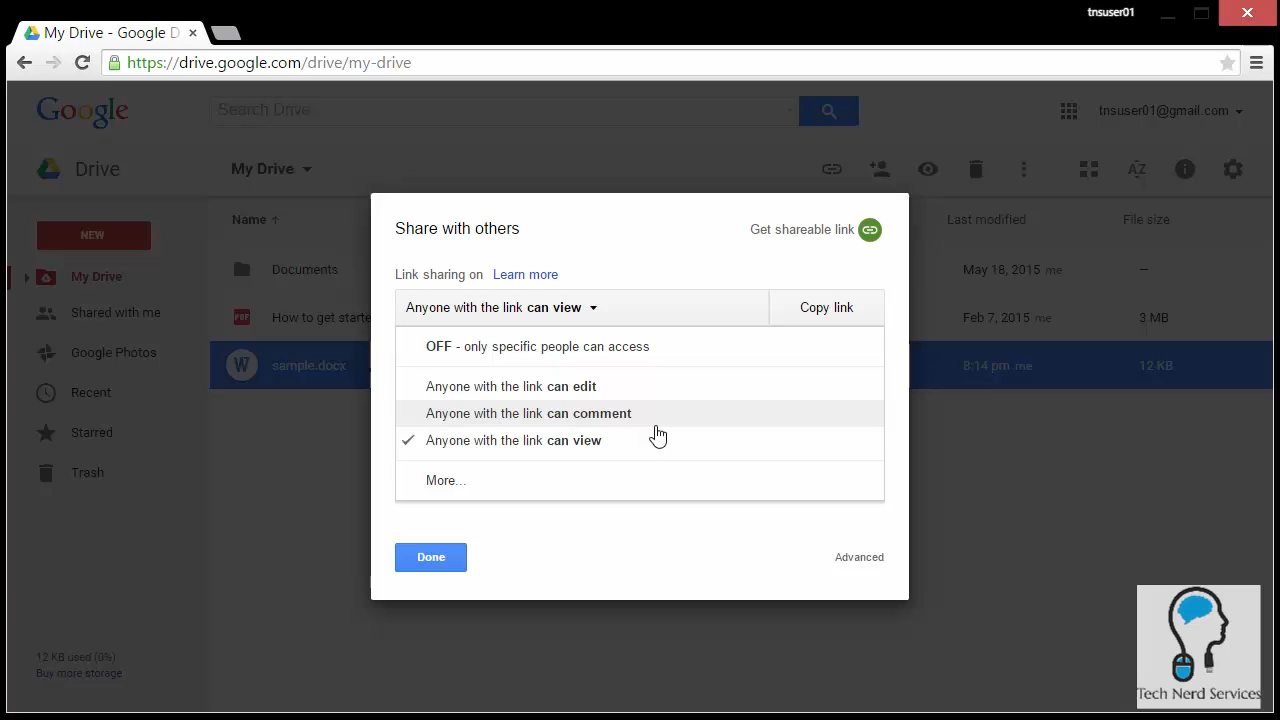 tnsuser01
My Drive - Google D
https://drive.google.com/drive/my-drive
Google
Search Drive
tnsuser01@gmail.com
Drive
My Drive
NEW
My Drive
Shared with me
Google Photos
Recent
Starred
Trash
12 KB used (0%)
Buy more storage
Name
Last modified
File size
Documents
May 18, 2015 me
—
PDF
How to get starte
Feb 7, 2015 me
3 MB
W
sample.docx
8:14 pm me
12 KB
Share with others
Get shareable link
Link sharing on Learn more
Anyone with the link can view
Copy link
OFF - only specific people can access
Anyone with the link can edit
Anyone with the link can comment
Anyone with the link can view
More...
Done
Advanced
Tech Nerd Services